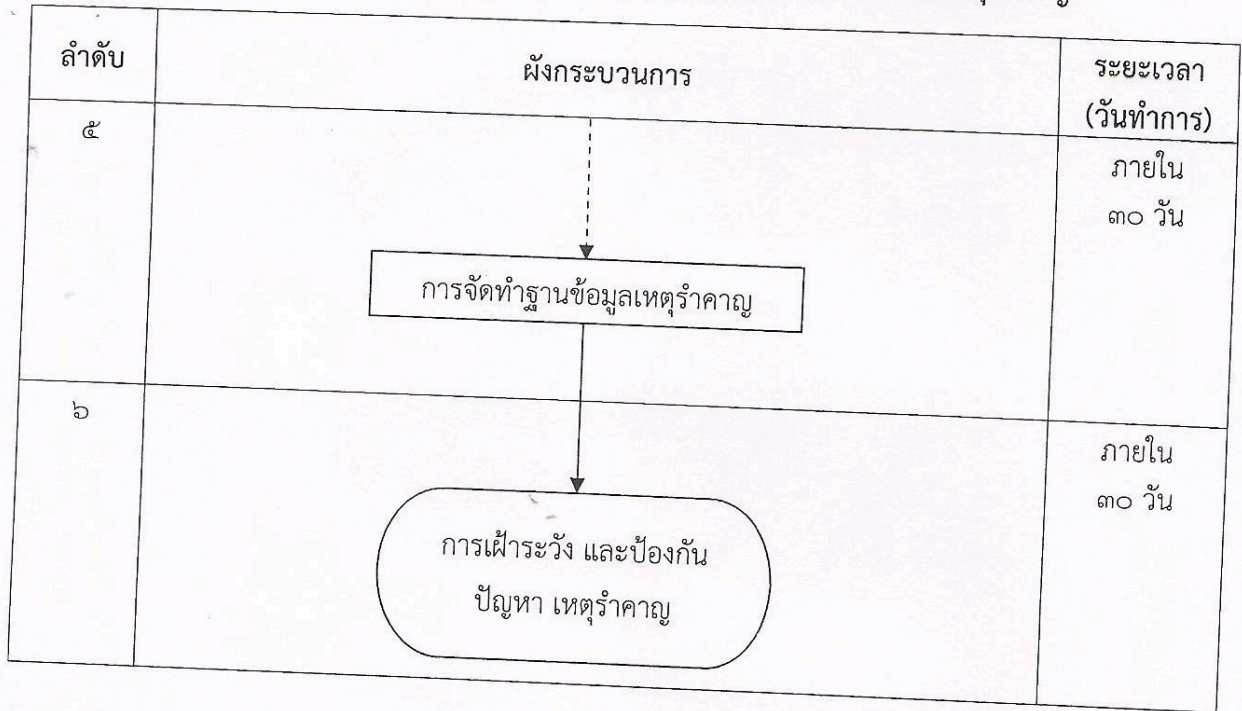 ลำดับ
ผังกระบวนการ
ระยะเวลา
(วันทำการ)
๕
ภายใน
๓๐ วัน
การจัดทำฐานข้อมูลเหตุรำคาญ
๖
ภายใน
๓๐ วัน
การเฝ้าระวัง และป้องกัน
ปัญหา เหตุรำคาญ